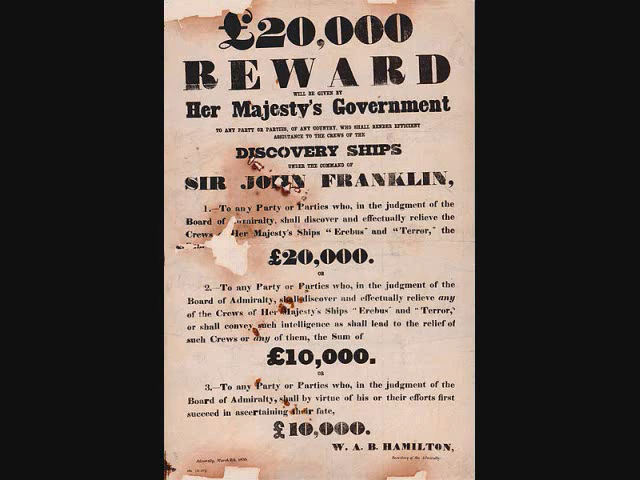 £20,000
REWARD
WILL BE GIVEN BY
Her Majesty's Government
TO ANY PARTY OR PARTIES, OF ANY COUNTRY, WHO SHALL RENDER EFFICIENT
ASSISTANCE TO THE CREWS OF THE
DISCOVERY SHIPS
UNDER THE COMMAND OF
SIR JOHN FRANKLIN,
1.—To any Party or Parties who, in the judgment of the
Board of Admiralty, shall discover and effectually relieve the
Crews of Her Majesty's Ships "Erebus" and "Terror," the
£20,000.
OR
2.—To any Party or Parties who, in the judgment of the
Board of Admiralty, shall discover and effectually relieve any
of the Crews of Her Majesty's Ships "Erebus" and "Terror,"
or shall convey such intelligence as shall lead to the relief of
such Crews or any of them, the Sum of
£10,000.
OR
3.—To any Party or Parties who, in the judgment of the
Board of Admiralty, shall by virtue of his or their efforts first
succeed in ascertaining their fate,
£10,000.
W. A. B. HAMILTON,
Admiralty, March 8th, 1850.
Secretary of the Admiralty.